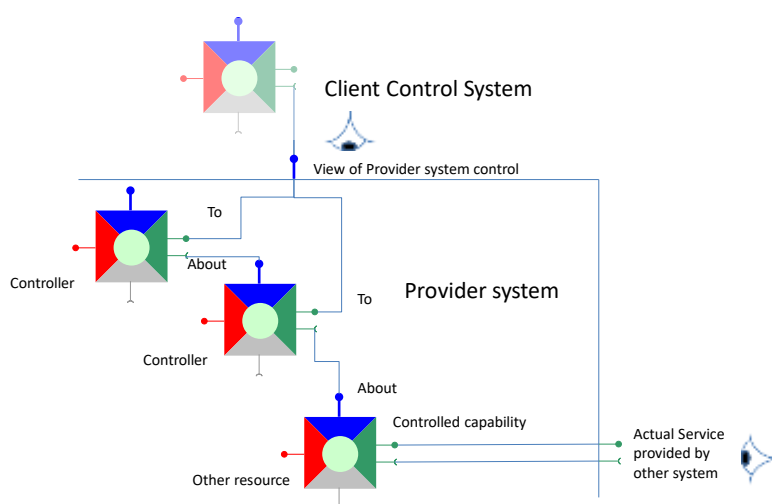 Client Control System
View of Provider system control
To
About
Controller
To
Provider system
Controller
About
Controlled capability
Actual Service
provided by
other system
Other resource